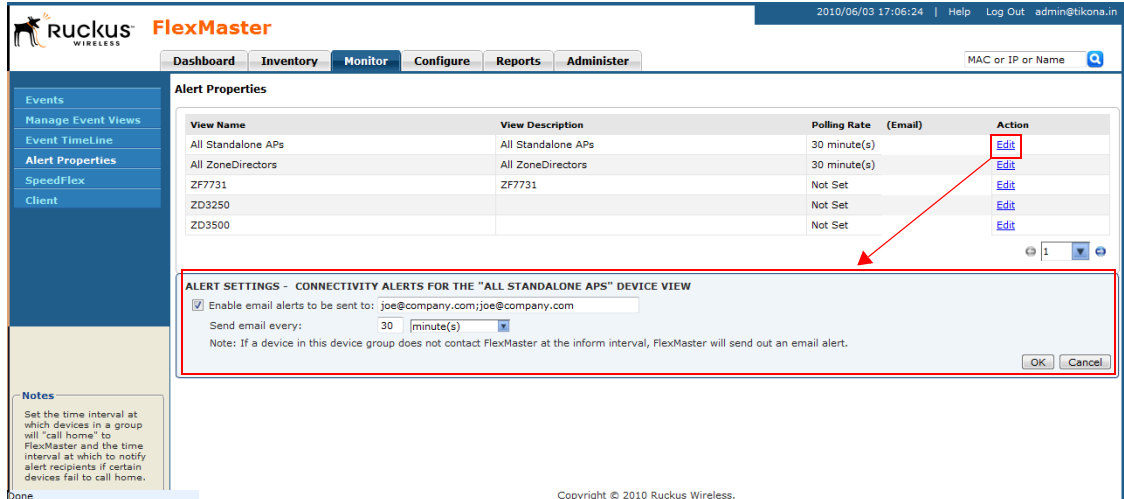 2010/06/03 17:06:24 | Help Log Out admin@tikona.in
RUCKUS
WIRELESS
FlexMaster
Dashboard Inventory Monitor Configure Reports Administer
MAC or IP or Name
Events
Manage Event Views
Event TimeLine
Alert Properties
SpeedFlex
Client
Alert Properties
View Name View Description Polling Rate (Email) Action
All Standalone APs All Standalone APs 30 minute(s) Edit
All ZoneDirectors All ZoneDirectors 30 minute(s) Edit
ZF7731 ZF7731 Not Set Edit
ZD3250 Not Set Edit
ZD3500 Not Set Edit
1
ALERT SETTINGS - CONNECTIVITY ALERTS FOR THE "ALL STANDALONE APS" DEVICE VIEW
Enable email alerts to be sent to: joe@company.com;joe@company.com
Send email every: 30 minute(s)
Note: If a device in this device group does not contact FlexMaster at the inform interval, FlexMaster will send out an email alert.
OK Cancel
Notes
Set the time interval at
which devices in a group
will "call home" to
FlexMaster and the time
interval at which to notify
alert recipients if certain
devices fail to call home.
Done
Copyright © 2010 Ruckus Wireless.